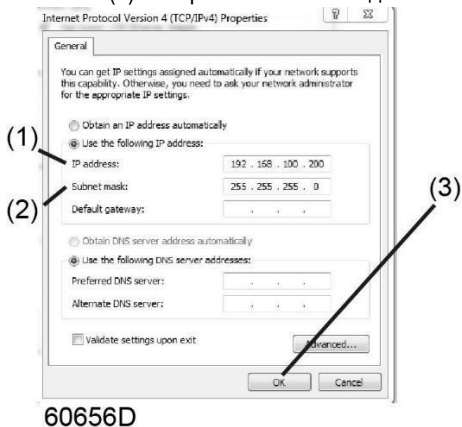 Internet Protocol Version 4 (TCP/IPv4) Properties
General
You can get IP settings assigned automatically if your network supports
this capability. Otherwise, you need to ask your network administrator
for the appropriate IP settings.
Obtain an IP address automatically
(1)
Use the following IP address:
IP address: 192 . 168 . 100 . 200
(2)
Subnet mask: 255 . 255 . 255 . 0
(3)
Default gateway: . . .
Obtain DNS server address automatically
Use the following DNS server addresses:
Preferred DNS server: . . .
Alternate DNS server: . . .
Validate settings upon exit
Advanced...
OK Cancel
60656D